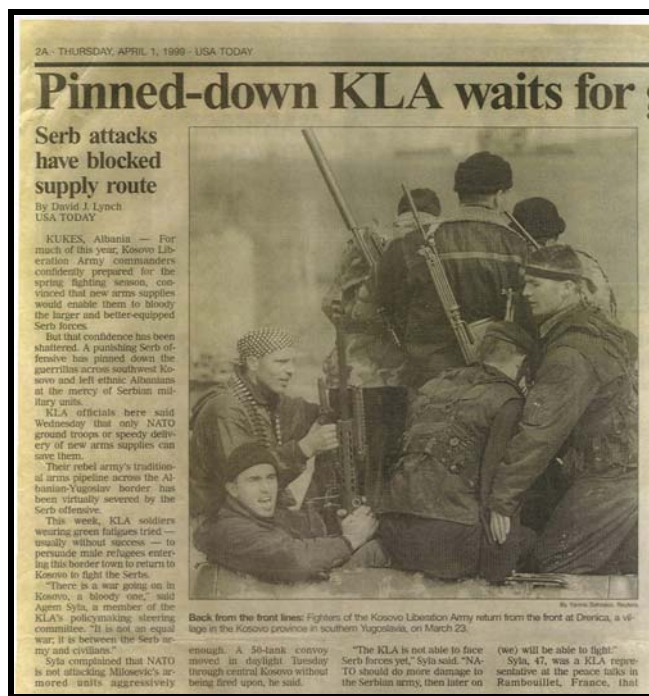 2A - THURSDAY, APRIL 1, 1999 - USA TODAY
Pinned-down KLA waits for
Serb attacks
have blocked
supply route
By David J. Lynch
USA TODAY
KUKES, Albania — For
much of this year, Kosovo Lib-
eration Army commanders
confidently prepared for the
spring fighting season, con-
vinced that new arms supplies
would enable them to bloody
the larger and better-equipped
Serb forces.
But that confidence has been
shattered. A punishing Serb of-
fensive has pinned down the
guerrillas across southwest Ko-
sovo and left ethnic Albanians
at the mercy of Serbian mil-
itary units.
KLA officials here said
Wednesday that only NATO
ground troops or speedy deliv-
ery of new arms supplies can
save them.
Their rebel army's tradition-
al arms pipeline across the Al-
banian-Yugoslav border has
been virtually severed by the
Serb offensive.
This week, KLA soldiers
wearing green fatigues tried —
usually without success — to
persuade male refugees enter-
ing this border town to return to
Kosovo to fight the Serbs.
"There is a war going on in
Kosovo, a bloody one," said
Agem Syla, a member of the
KLA's policymaking steering
committee. "It is not an equal
war; it is between the Serb ar-
my and civilians."
Syla complained that NATO
is not attacking Milosevic's ar-
mored units aggressively
By Yannis Behrakis, Reuters
Back from the front lines: Fighters of the Kosovo Liberation Army return from the front at Drenica, a vil-
lage in the Kosovo province in southern Yugoslavia, on March 23.
enough. A 50-tank convoy
moved in daylight Tuesday
through central Kosovo without
being fired upon, he said.
"The KLA is not able to face
Serb forces yet," Syla said. "NA-
TO should do more damage to
the Serbian army, then later on
(we) will be able to fight."
Syla, 47, was a KLA repre-
sentative at the peace talks in
Rambouillet, France, that